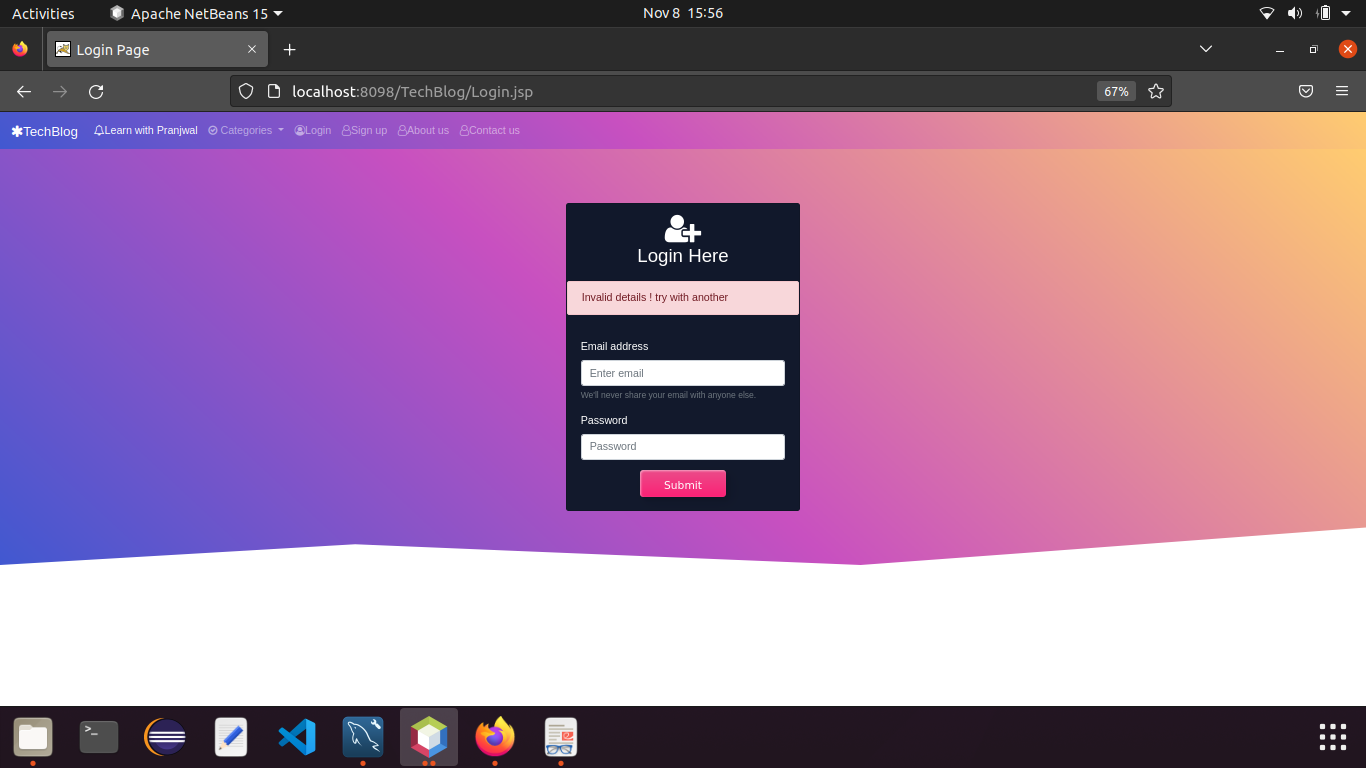 Activities Apache NetBeans 15 Nov 8 15:56
Login Page
localhost:8098/TechBlog/Login.jsp 67%
TechBlog Learn with Pranjwal Categories Login Sign up About us Contact us
Login Here
Invalid details ! try with another
Email address
Enter email
We'll never share your email with anyone else.
Password
Password
Submit
>_